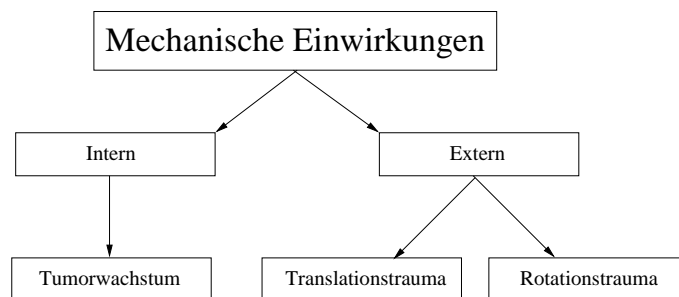 Mechanische Einwirkungen
Intern
Extern
Tumorwachstum
Translationstrauma
Rotationstrauma